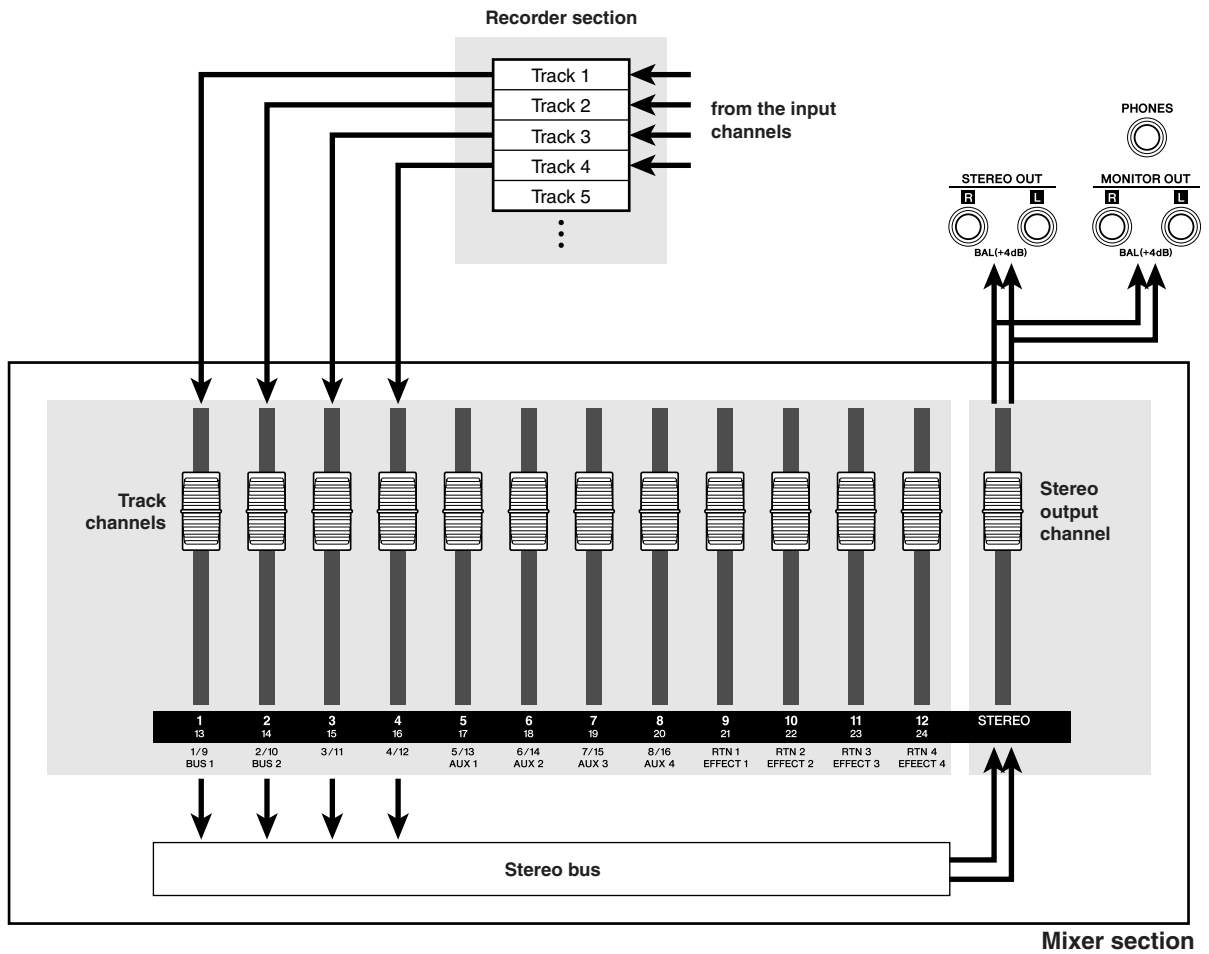 Recorder section
Track 1
Track 2
Track 3
Track 4
Track 5
from the input
channels
PHONES
STEREO OUT
MONITOR OUT
R L R L
BAL(+4dB) BAL(+4dB)
Track
channels
Stereo
output
channel
1 2 3 4 5 6 7 8 9 10 11 12 STEREO
13 14 15 16 17 18 19 20 21 22 23 24
1/9 2/10 3/11 4/12 5/13 6/14 7/15 8/16 RTN 1 RTN 2 RTN 3 RTN 4
BUS 1 BUS 2 AUX 1 AUX 2 AUX 3 AUX 4 EFFECT 1 EFFECT 2 EFFECT 3 EFEECT 4
Stereo bus
Mixer section